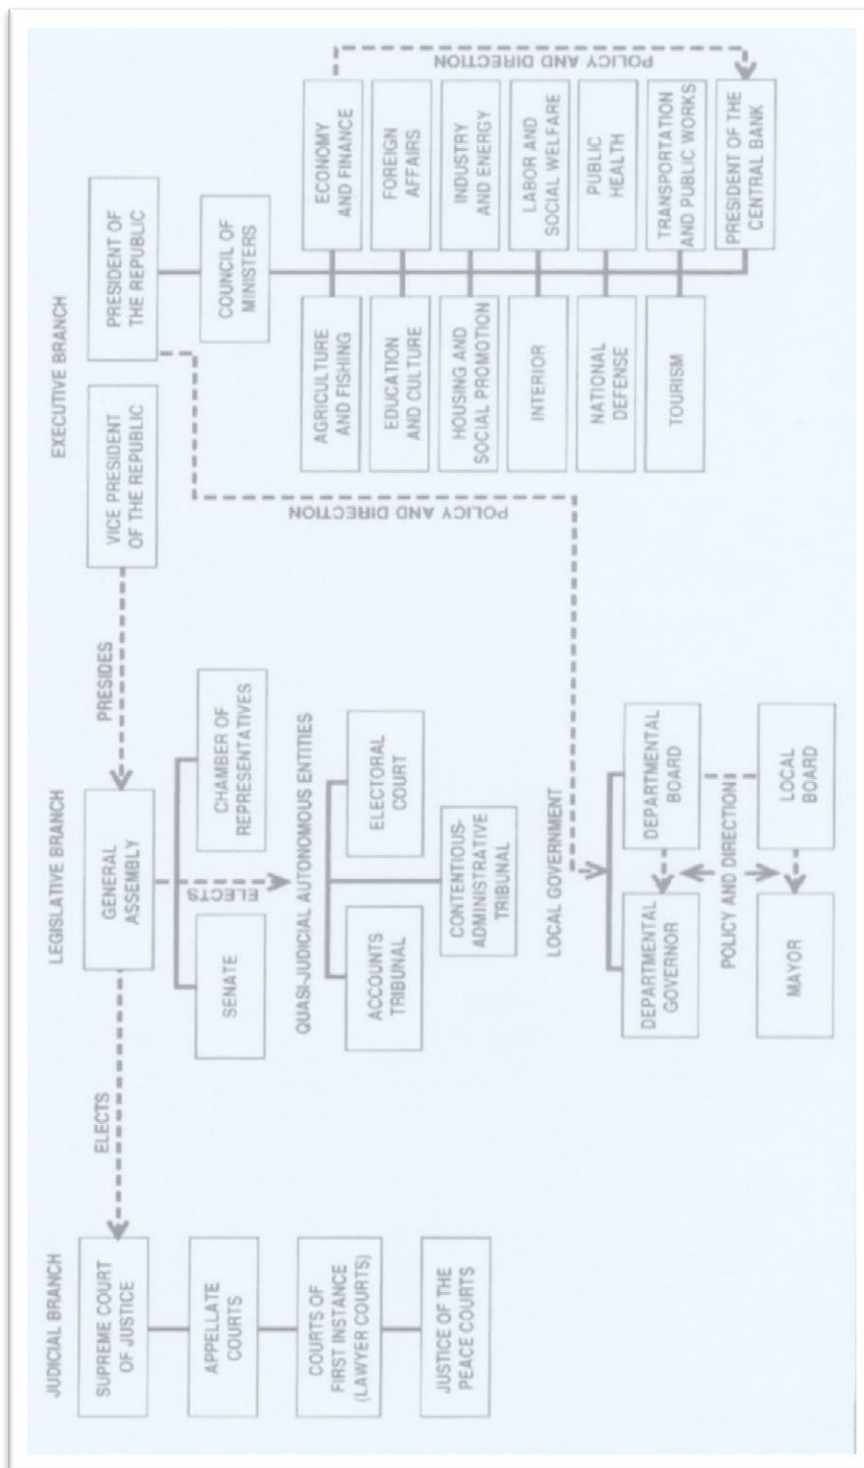 JUDICIAL BRANCH
SUPREME COURT
OF JUSTICE
APPELLATE
COURTS
COURTS OF
FIRST INSTANCE
(LAWYER COURTS)
JUSTICE OF THE
PEACE COURTS
ELECTS
LEGISLATIVE BRANCH
GENERAL
ASSEMBLY
PRESIDES
SENATE
CHAMBER OF
REPRESENTATIVES
ELECTS
QUASI-JUDICIAL AUTONOMOUS ENTITIES
ACCOUNTS
TRIBUNAL
ELECTORAL
COURT
CONTENTIOUS-
ADMINISTRATIVE
TRIBUNAL
LOCAL GOVERNMENT
DEPARTMENTAL
GOVERNOR
DEPARTMENTAL
BOARD
POLICY AND DIRECTION
MAYOR
LOCAL
BOARD
EXECUTIVE BRANCH
VICE PRESIDENT
OF THE REPUBLIC
PRESIDENT OF
THE REPUBLIC
COUNCIL OF
MINISTERS
POLICY AND DIRECTION
AGRICULTURE
AND FISHING
ECONOMY
AND FINANCE
EDUCATION
AND CULTURE
FOREIGN
AFFAIRS
HOUSING AND
SOCIAL PROMOTION
INDUSTRY
AND ENERGY
INTERIOR
LABOR AND
SOCIAL WELFARE
NATIONAL
DEFENSE
PUBLIC
HEALTH
TOURISM
TRANSPORTATION
AND PUBLIC WORKS
PRESIDENT OF THE
CENTRAL BANK
POLICY AND DIRECTION